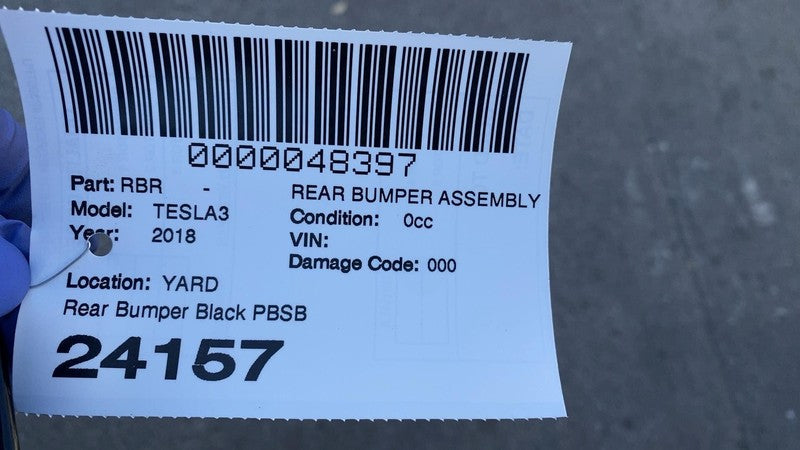 0000048397
Part: RBR - REAR BUMPER ASSEMBLY
Model: TESLA3 Condition: 0cc
Year: 2018 VIN:
Damage Code: 000
Location: YARD
Rear Bumper Black PBSB
24157